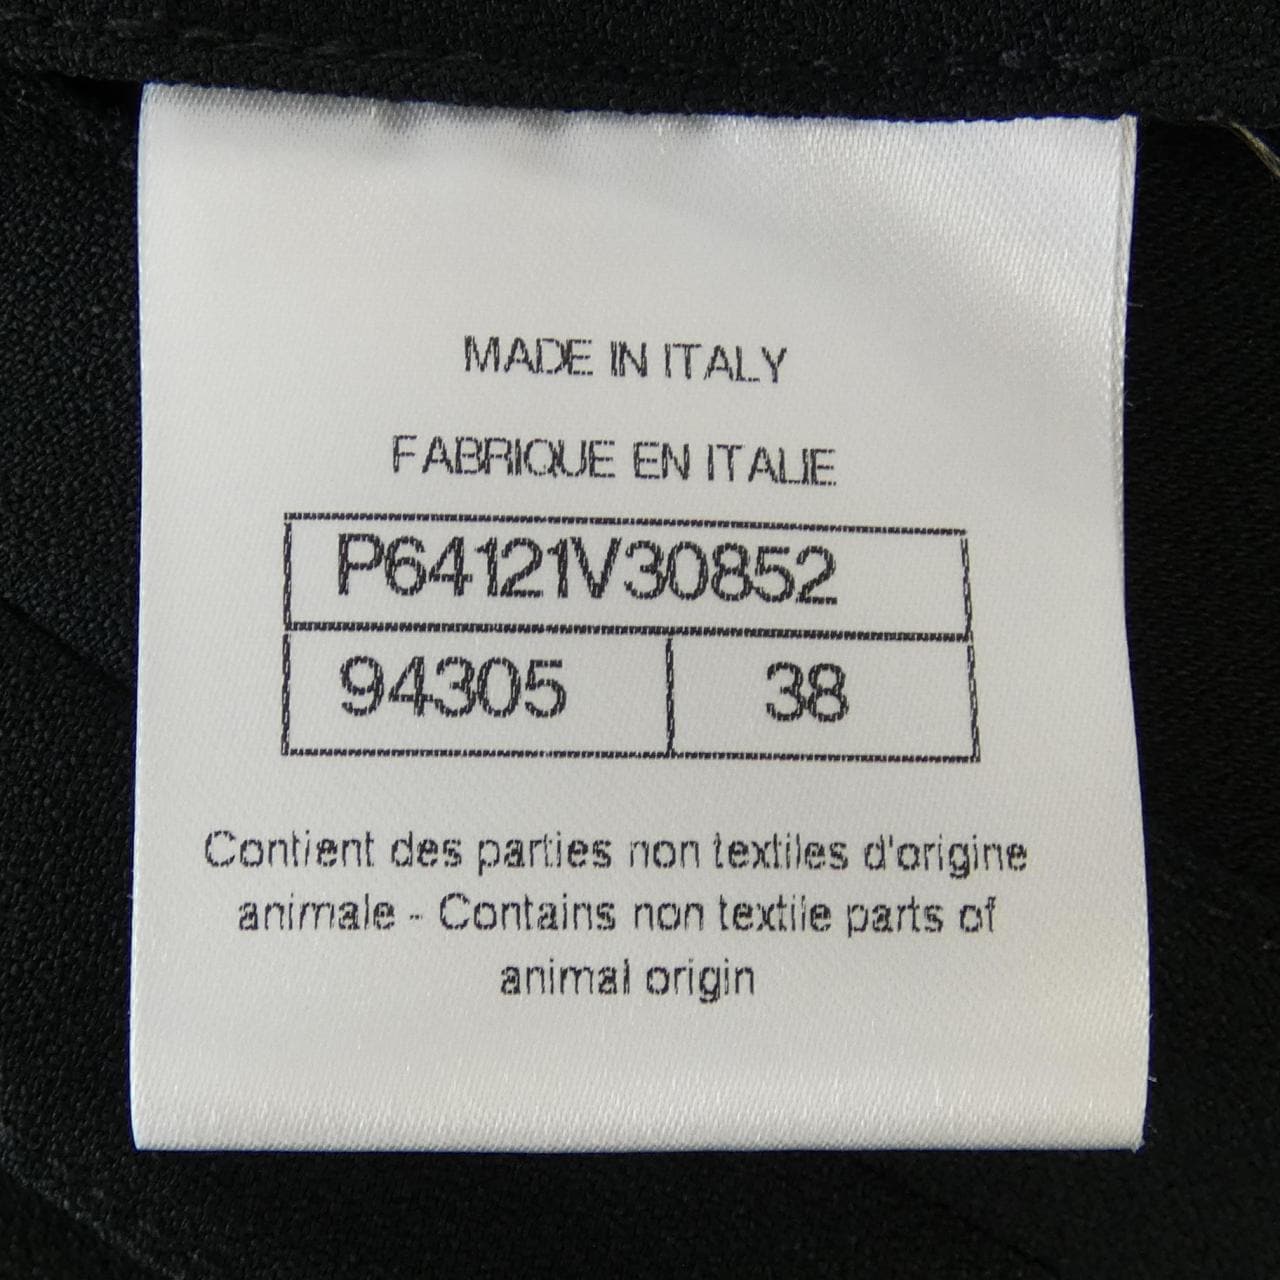 MADE IN ITALY
FABRIQUE EN ITALIE
P64121V30852
94305 38
Contient des parties non textiles d'origine
animale - Contains non textile parts of
animal origin